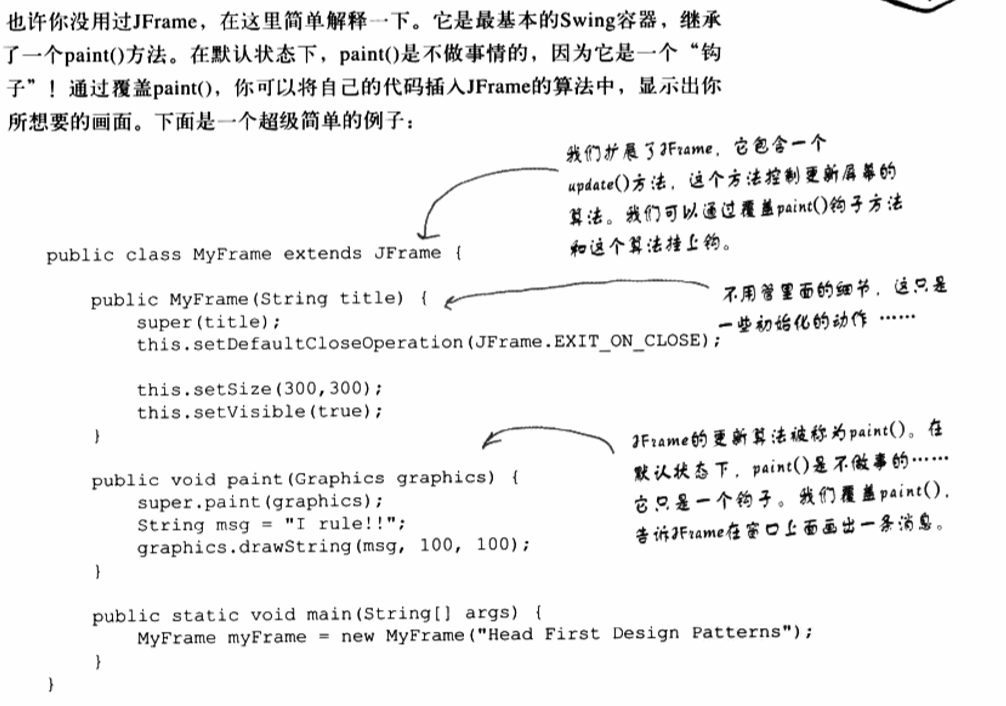 也许你没用过JFrame，在这里简单解释一下。它是最基本的Swing容器，继承
了一个paint()方法。在默认状态下，paint()是不做事情的，因为它是一个“钩
子”！通过覆盖paint()，你可以将自己的代码插入JFrame的算法中，显示出你
所想要的画面。下面是一个超级简单的例子：
我们扩展了JFrame，它包含一个
update()方法，这个方法控制更新屏幕的
算法。我们可以通过覆盖paint()钩子方法
和这个算法挂上钩。
public class MyFrame extends JFrame {
public MyFrame(String title) {
super(title);
this.setDefaultCloseOperation(JFrame.EXIT_ON_CLOSE);
不用管里面的细节，这只是
一些初始化的动作 ……
this.setSize(300,300);
this.setVisible(true);
}
JFrame的更新算法被称为paint()。在
默认状态下，paint()是不做事的……
它只是一个钩子。我们覆盖paint()，
告诉JFrame在窗口上面画出一条消息。
public void paint(Graphics graphics) {
super.paint(graphics);
String msg = "I rule!!";
graphics.drawString(msg, 100, 100);
}
public static void main(String[] args) {
MyFrame myFrame = new MyFrame("Head First Design Patterns");
}
}